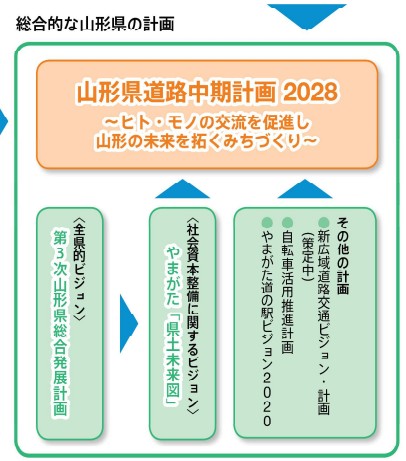 総合的な山形県の計画
山形県道路中期計画 2028
～ヒト・モノの交流を促進し
山形の未来を拓くみちづくり～
〈全県的ビジョン〉
第3次山形県総合発展計画
〈社会資本整備に関するビジョン〉
やまがた「県土未来図」
その他の計画
●新広域道路交通ビジョン・計画
(策定中)
●自転車活用推進計画
●やまがた道の駅ビジョン2020